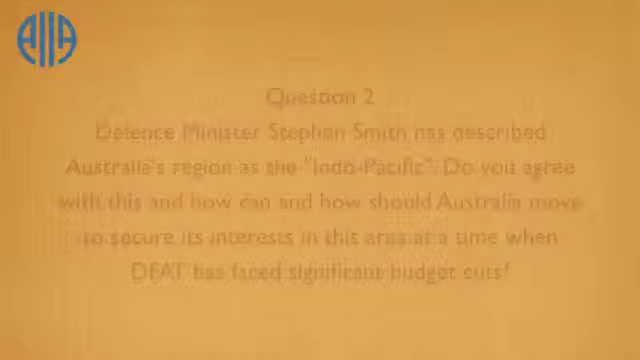 AIIA
Question 2
Defence Minister Stephen Smith has described
Australia's region as the "Indo-Pacific". Do you agree
with this and how can and how should Australia move
to secure its interests in this area at a time when
DFAT has faced significant budget cuts?